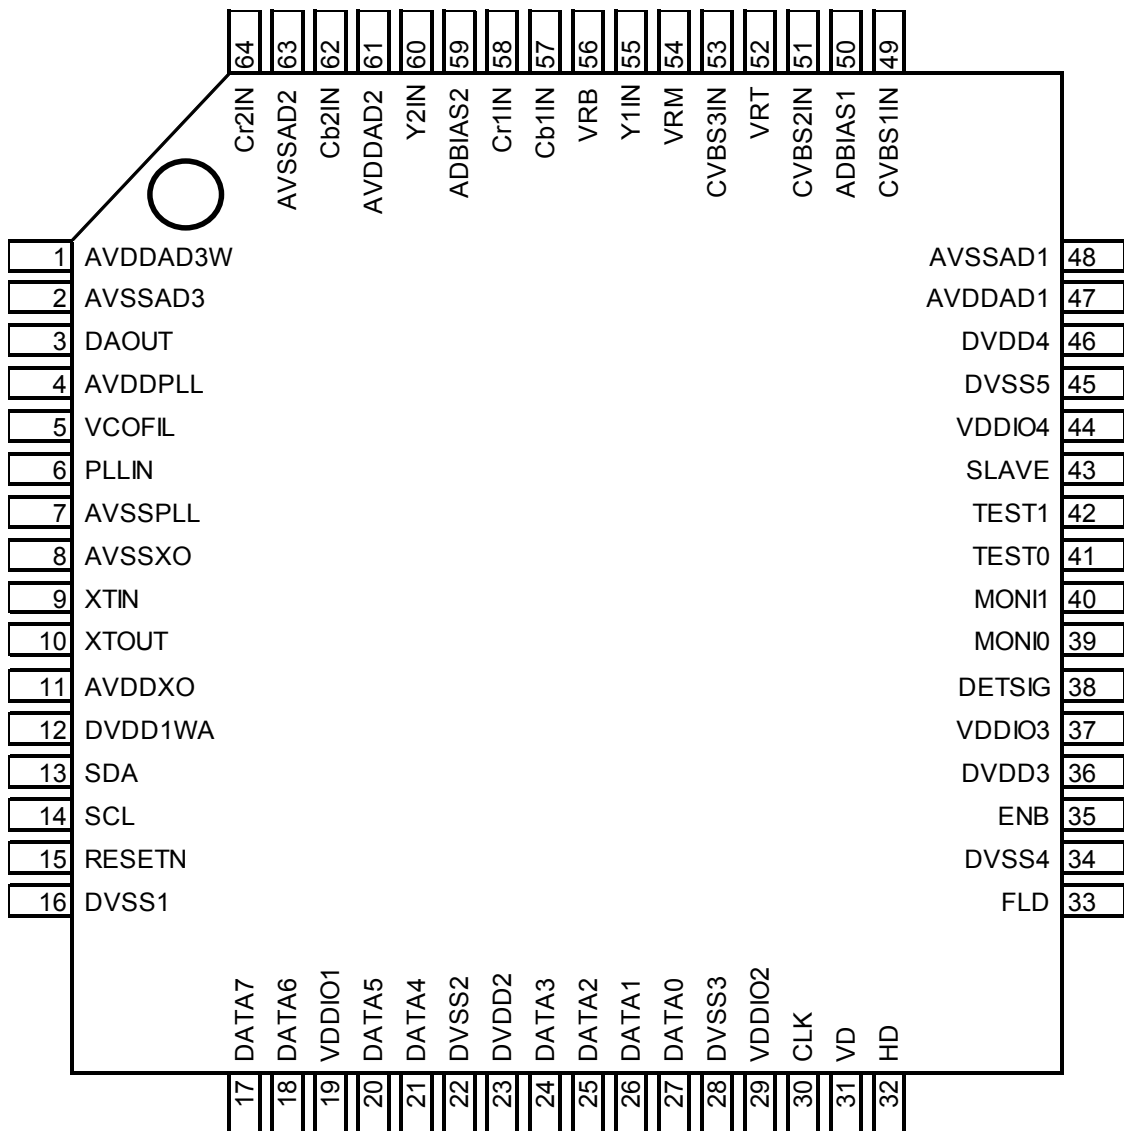 64 63 62 61 60 59 58 57 56 55 54 53 52 51 50 49
Cr2IN AVSSAD2 Cb2IN AVDDAD2 Y2IN ADBIAS2 Cr1IN Cb1IN VRB Y1IN VRM CVBS3IN VRT CVBS2IN ADBIAS1 CVBS1IN
1 AVDDAD3W AVSSAD1 48
2 AVSSAD3 AVDDAD1 47
3 DAOUT DVDD4 46
4 AVDDPLL DVSS5 45
5 VCOFIL VDDIO4 44
6 PLLIN SLAVE 43
7 AVSSPLL TEST1 42
8 AVSSXO TEST0 41
9 XTIN MONI1 40
10 XTOUT MONI0 39
11 AVDDXO DETSIG 38
12 DVDD1WA VDDIO3 37
13 SDA DVDD3 36
14 SCL ENB 35
15 RESETN DVSS4 34
16 DVSS1 FLD 33
DATA7 DATA6 VDDIO1 DATA5 DATA4 DVSS2 DVDD2 DATA3 DATA2 DATA1 DATA0 DVSS3 VDDIO2 CLK VD HD
17 18 19 20 21 22 23 24 25 26 27 28 29 30 31 32